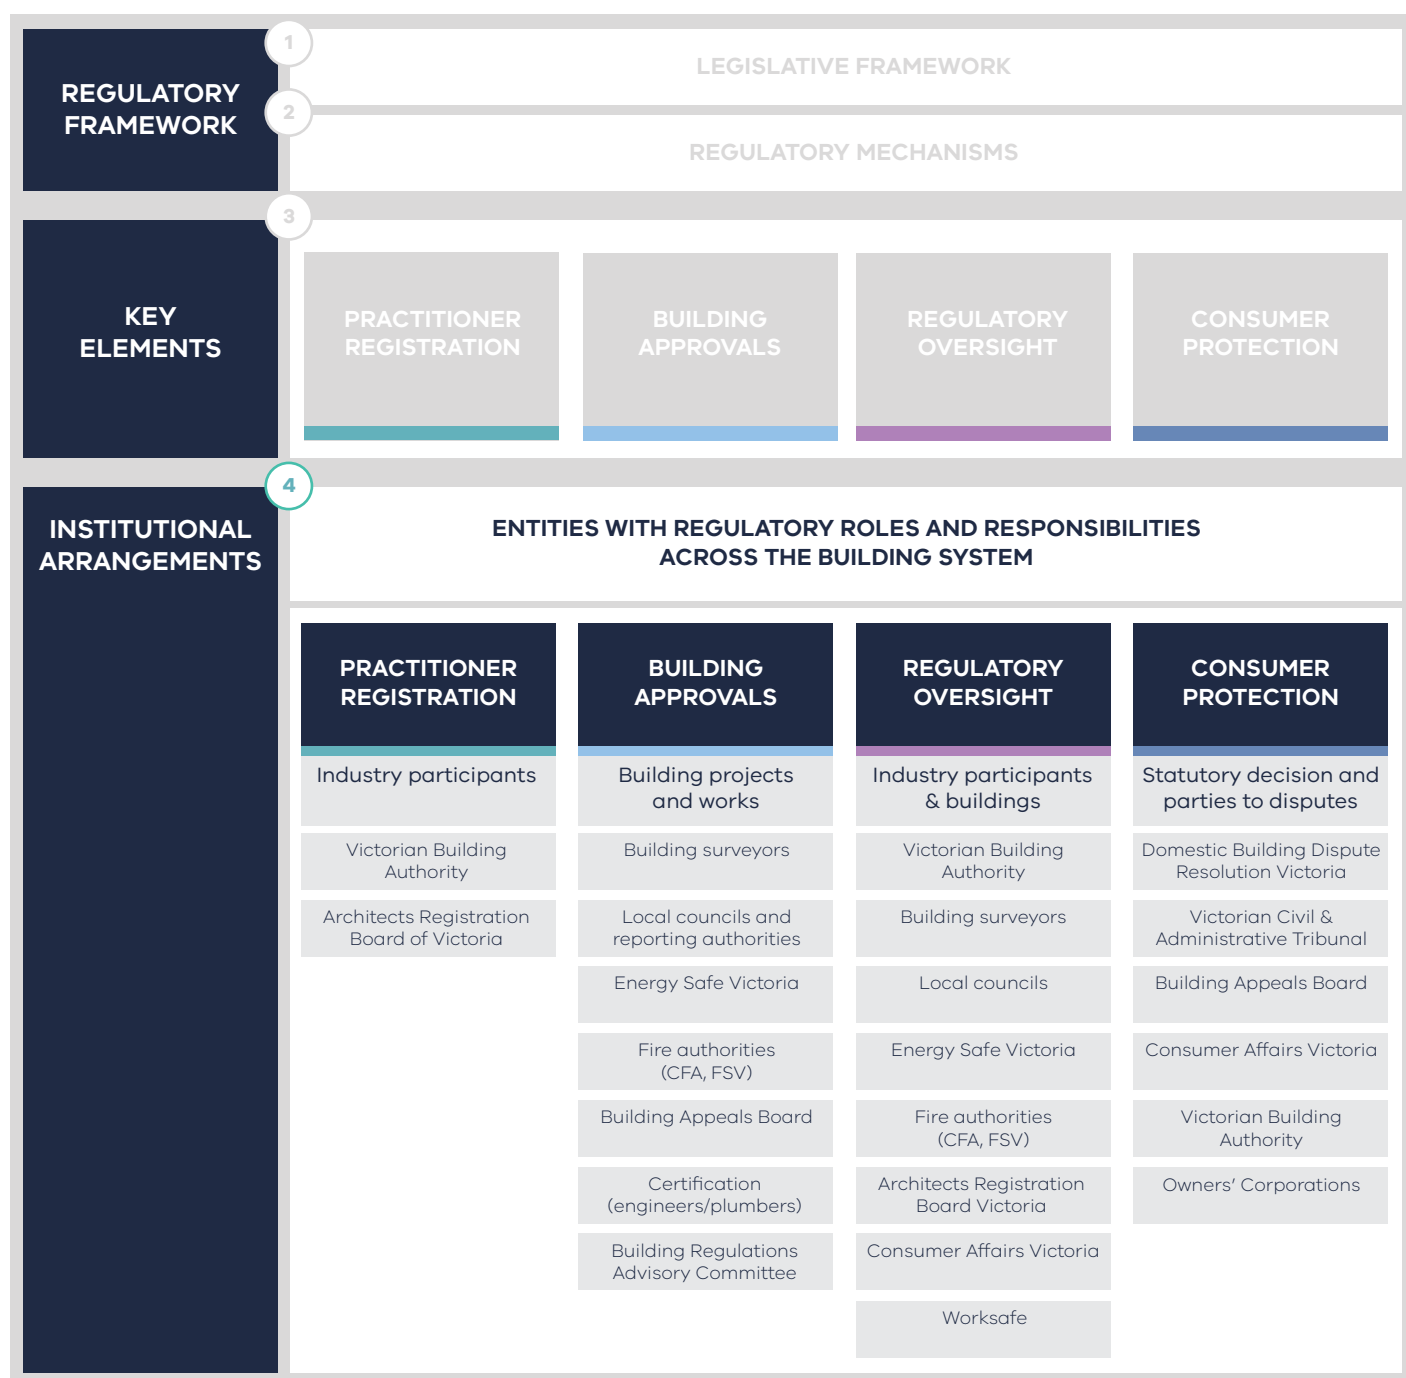 REGULATORY
FRAMEWORK
1
LEGISLATIVE FRAMEWORK
2
REGULATORY MECHANISMS
3
KEY
ELEMENTS
PRACTITIONER
REGISTRATION
BUILDING
APPROVALS
REGULATORY
OVERSIGHT
CONSUMER
PROTECTION
4
INSTITUTIONAL
ARRANGEMENTS
ENTITIES WITH REGULATORY ROLES AND RESPONSIBILITIES
ACROSS THE BUILDING SYSTEM
PRACTITIONER
REGISTRATION
Industry participants
Victorian Building
Authority
Architects Registration
Board of Victoria
BUILDING
APPROVALS
Building projects
and works
Building surveyors
Local councils and
reporting authorities
Energy Safe Victoria
Fire authorities
(CFA, FSV)
Building Appeals Board
Certification
(engineers/plumbers)
Building Regulations
Advisory Committee
REGULATORY
OVERSIGHT
Industry participants
& buildings
Victorian Building
Authority
Building surveyors
Local councils
Energy Safe Victoria
Fire authorities
(CFA, FSV)
Architects Registration
Board Victoria
Consumer Affairs Victoria
Worksafe
CONSUMER
PROTECTION
Statutory decision and
parties to disputes
Domestic Building Dispute
Resolution Victoria
Victorian Civil &
Administrative Tribunal
Building Appeals Board
Consumer Affairs Victoria
Victorian Building
Authority
Owners' Corporations